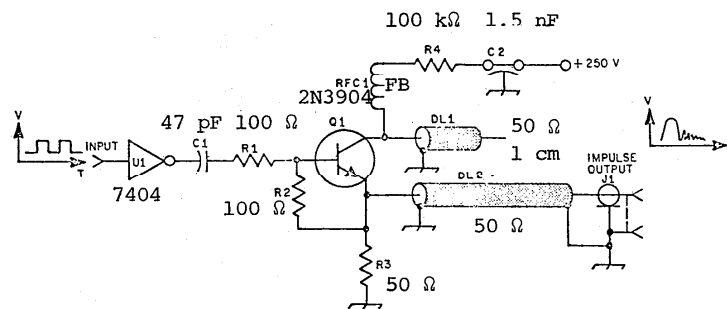 100 kΩ 1.5 nF
R4
C2
+250 V
RFC1
FB
2N3904
Q1
V
T
INPUT
U1
7404
47 pF
C1
100 Ω
R1
R2
100 Ω
DL1
50 Ω
1 cm
DL2
50 Ω
R3
50 Ω
IMPULSE
OUTPUT
J1
V